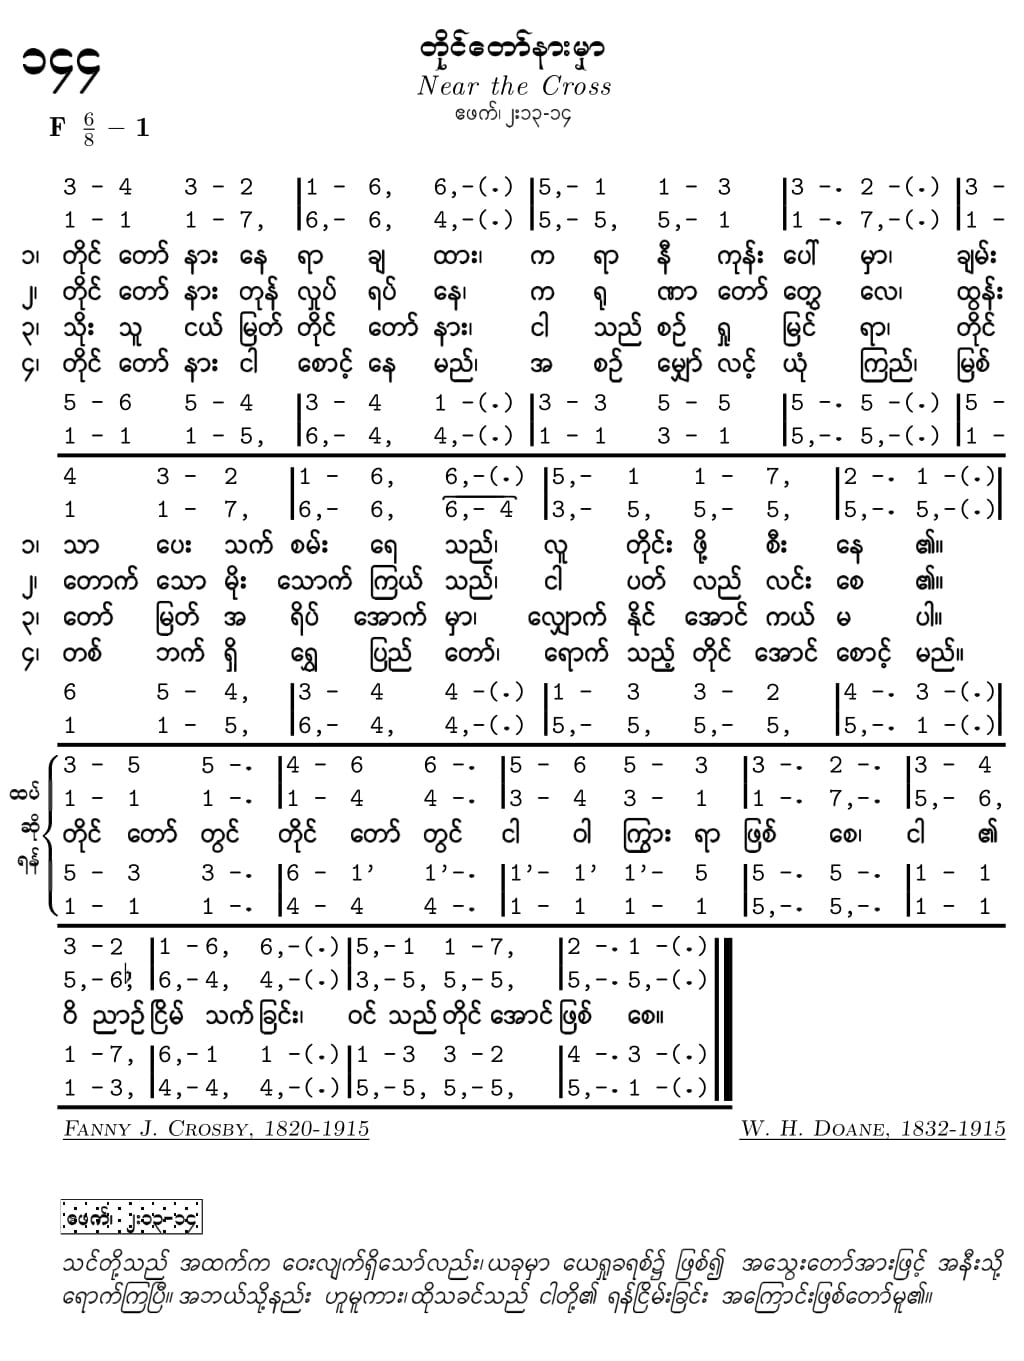 ၁၄၄
တိုင်တော်နားမှာ
Near the Cross
ဧဖက်၊ ၂း၁၃-၁၄
F 6/8 – 1
3 - 4 3 - 2 |1 - 6, 6,-(.) |5,- 1 1 - 3 |3 -. 2 -(.) |3 -
1 - 1 1 - 7, |6,- 6, 4,-(.) |5,- 5, 5,- 1 |1 -. 7,-(.) |1 -
၁၊ တိုင် တော် နား နေ ရာ ချ ထား၊ က ရာ နီ ကုန်း ပေါ် မှာ၊ ချမ်း
၂၊ တိုင် တော် နား တုန် လှုပ် ရပ် နေ၊ က ရု ဏာ တော် တွေ့ လေ၊ ထွန်း
၃၊ သိုး သူ ငယ် မြတ် တိုင် တော် နား၊ ငါ သည် စဉ် ရှု မြင် ရာ၊ တိုင်
၄၊ တိုင် တော် နား ငါ စောင့် နေ မည်၊ အ စဉ် မျှော် လင့် ယုံ ကြည်၊ မြစ်
5 - 6 5 - 4 |3 - 4 1 -(.) |3 - 3 5 - 5 |5 -. 5 -(.) |5 -
1 - 1 1 - 5, |6,- 4, 4,-(.) |1 - 1 3 - 1 |5,-. 5,-(.) |1 -
4 3 - 2 |1 - 6, 6,-(.) |5,- 1 1 - 7, |2 -. 1 -(.)|
1 1 - 7, |6,- 6, 6,- 4 |3,- 5, 5,- 5, |5,-. 5,-(.)|
၁၊ သာ ပေး သက် စမ်း ရေ သည်၊ လူ တိုင်း ဖို့ စီး နေ ၏။
၂၊ တောက် သော မိုး သောက် ကြယ် သည်၊ ငါ ပတ် လည် လင်း စေ ၏။
၃၊ တော် မြတ် အ ရိပ် အောက် မှာ၊ လျှောက် နိုင် အောင် ကယ် မ ပါ။
၄၊ တစ် ဘက် ရှိ ရွှေ ပြည် တော်၊ ရောက် သည့် တိုင် အောင် စောင့် မည်။
6 5 - 4, |3 - 4 4 -(.) |1 - 3 3 - 2 |4 -. 3 -(.)|
1 1 - 5, |6,- 4, 4,-(.) |5,- 5, 5,- 5, |5,-. 1 -(.)|
3 - 5 5 -. |4 - 6 6 -. |5 - 6 5 - 3 |3 -. 2 -. |3 - 4
1 - 1 1 -. |1 - 4 4 -. |3 - 4 3 - 1 |1 -. 7,-. |5,- 6,
ထပ် ဆို ရန် တိုင် တော် တွင် တိုင် တော် တွင် ငါ ဝါ ကြွား ရာ ဖြစ် စေ၊ ငါ ၏
5 - 3 3 -. |6 - 1’ 1’-. |1’- 1’ 1’- 5 |5 -. 5 -. |1 - 1
1 - 1 1 -. |4 - 4 4 -. |1 - 1 1 - 1 |5,-. 5,-. |1 - 1
3 - 2 |1 - 6, 6,-(.) |5,- 1 1 - 7, |2 -. 1 -(.)
5,- 6♭, |6,- 4, 4,-(.) |3,- 5, 5,- 5, |5,-. 5,-(.)
ဝိ ညာဉ် ငြိမ် သက် ခြင်း၊ ဝင် သည် တိုင် အောင် ဖြစ် စေ။
1 - 7, |6,- 1 1 -(.) |1 - 3 3 - 2 |4 -. 3 -(.)
1 - 3, |4,- 4, 4,-(.) |5,- 5, 5,- 5, |5,-. 1 -(.)
FANNY J. CROSBY, 1820-1915 W. H. DOANE, 1832-1915
ဧဖက်၊ ၂း၁၃-၁၄
သင်တို့သည် အထက်က ဝေးလျက်ရှိသော်လည်း၊ ယခုမှာ ယေရှုခရစ်၌ ဖြစ်၍ အသွေးတော်အားဖြင့် အနီးသို့
ရောက်ကြပြီ။ အဘယ်သို့နည်း ဟူမူကား၊ ထိုသခင်သည် ငါတို့၏ ရန်ငြိမ်းခြင်း အကြောင်းဖြစ်တော်မူ၏။